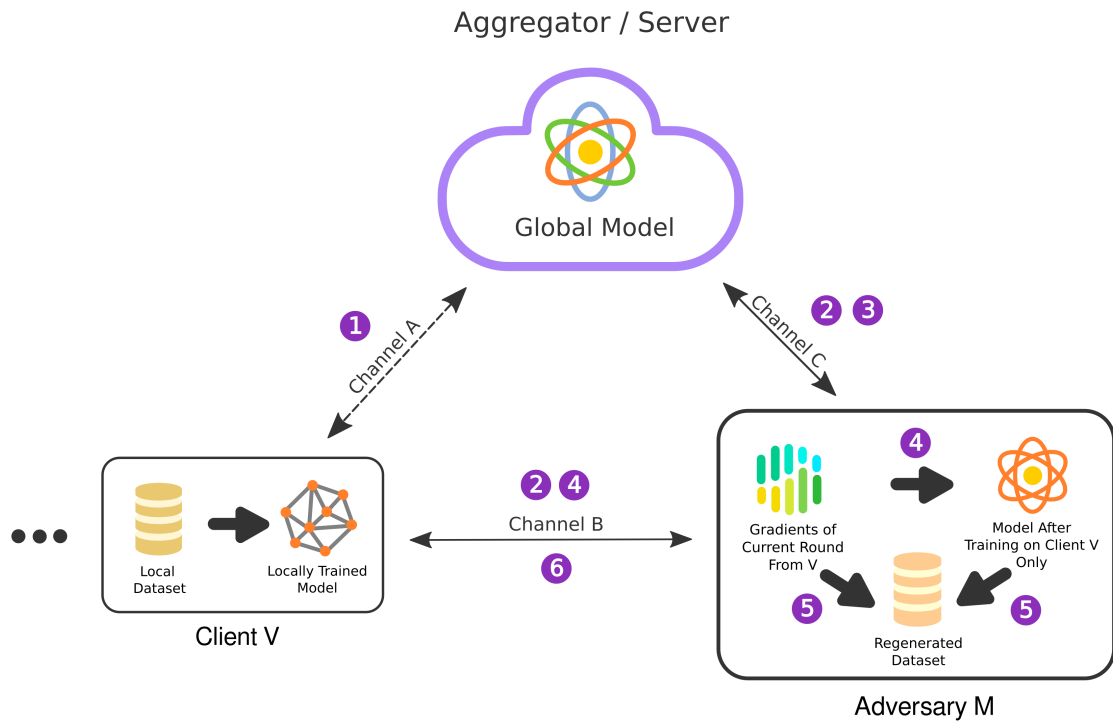 Aggregator / Server
Global Model
1
Channel A
2 3
Channel C
4
Gradients of
Current Round
From V
Model After
Training on Client V
Only
5
5
Regenerated
Dataset
Adversary M
2 4
Channel B
6
Local
Dataset
Locally Trained
Model
Client V